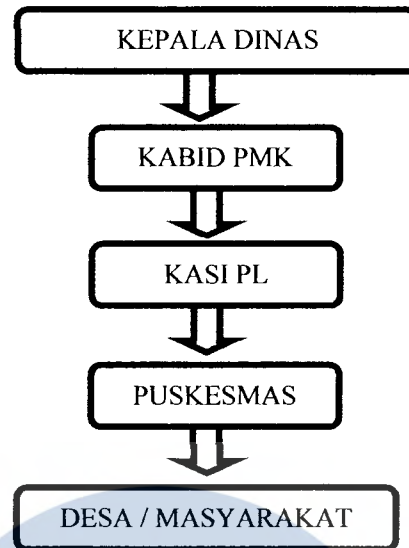 KEPALA DINAS
KABID PMK
KASI PL
PUSKESMAS
DESA / MASYARAKAT